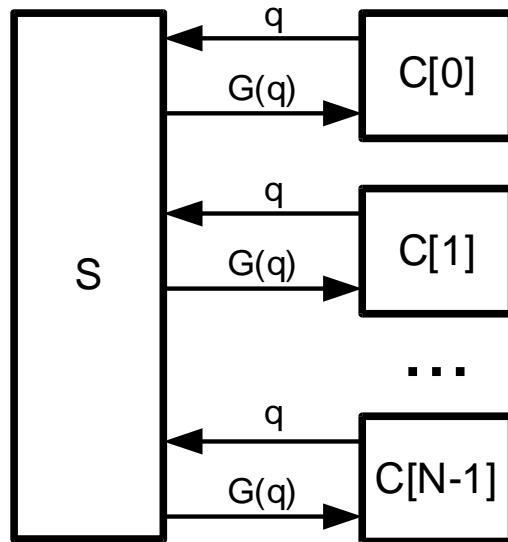 q
C[0]
G(q)
q
C[1]
S
G(q)
...
q
C[N-1]
G(q)